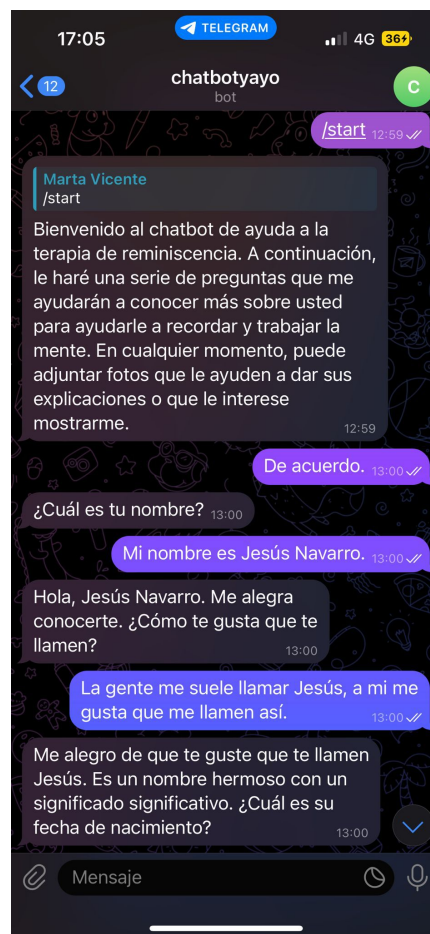 17:05
TELEGRAM
4G 36
12
chatbotyayo
bot
C
/start 12:59
Marta Vicente
/start
Bienvenido al chatbot de ayuda a la
terapia de reminiscencia. A continuación,
le haré una serie de preguntas que me
ayudarán a conocer más sobre usted
para ayudarle a recordar y trabajar la
mente. En cualquier momento, puede
adjuntar fotos que le ayuden a dar sus
explicaciones o que le interese
mostrarme.
12:59
De acuerdo. 13:00
¿Cuál es tu nombre? 13:00
Mi nombre es Jesús Navarro. 13:00
Hola, Jesús Navarro. Me alegra
conocerte. ¿Cómo te gusta que te
llamen?
13:00
La gente me suele llamar Jesús, a mi me
gusta que me llamen así.
13:00
Me alegro de que te guste que te llamen
Jesús. Es un nombre hermoso con un
significado significativo. ¿Cuál es su
fecha de nacimiento?
13:00
Mensaje